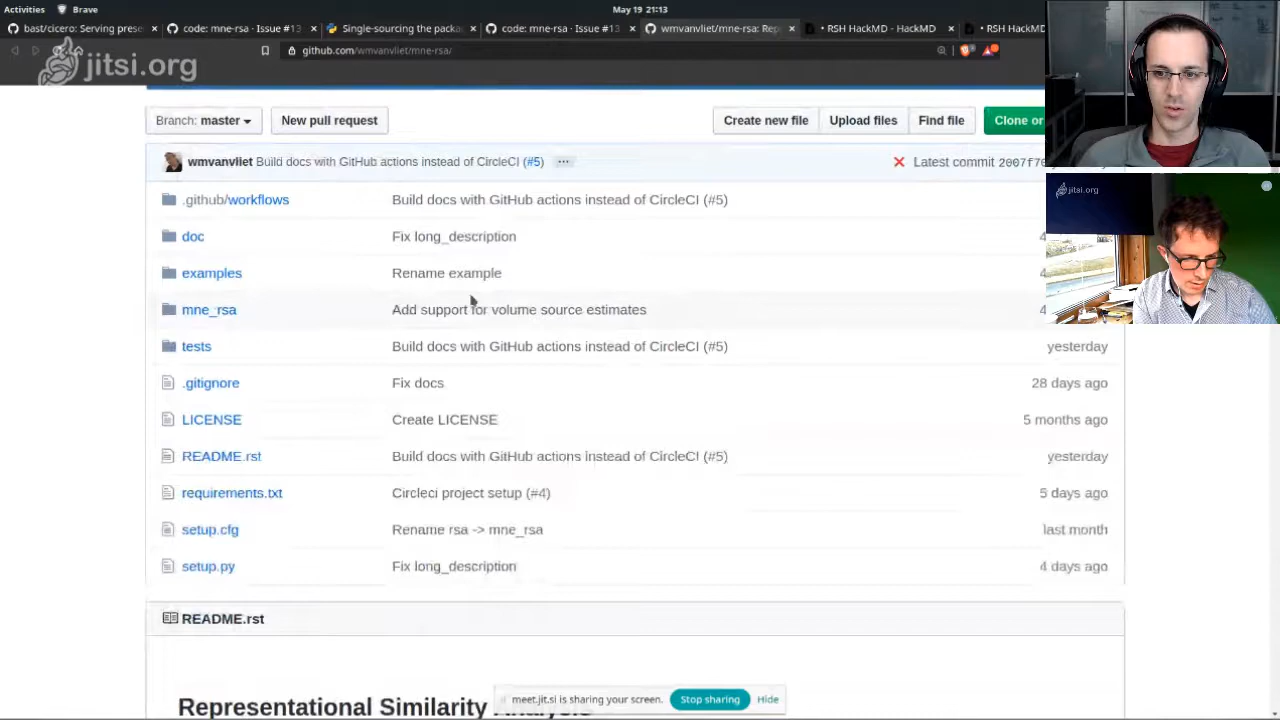 Activities Brave May 19 21:13
bast/cicero: Serving prese × code: mne-rsa · Issue #13 × Single-sourcing the packa × code: mne-rsa · Issue #13 × wmvanvliet/mne-rsa: Rep × • RSH HackMD - HackMD × • RSH HackMD
github.com/wmvanvliet/mne-rsa/
jitsi.org
Branch: master New pull request Create new file Upload files Find file Clone or
wmvanvliet Build docs with GitHub actions instead of CircleCI (#5) ... Latest commit 2007f7
.github/workflows Build docs with GitHub actions instead of CircleCI (#5)
doc Fix long_description 4
examples Rename example 4
mne_rsa Add support for volume source estimates 4
tests Build docs with GitHub actions instead of CircleCI (#5) yesterday
.gitignore Fix docs 28 days ago
LICENSE Create LICENSE 5 months ago
README.rst Build docs with GitHub actions instead of CircleCI (#5) yesterday
requirements.txt Circleci project setup (#4) 5 days ago
setup.cfg Rename rsa -> mne_rsa last month
setup.py Fix long_description 4 days ago
README.rst
Representational Similarity Analysis
meet.jit.si is sharing your screen. Stop sharing Hide
jitsi.org